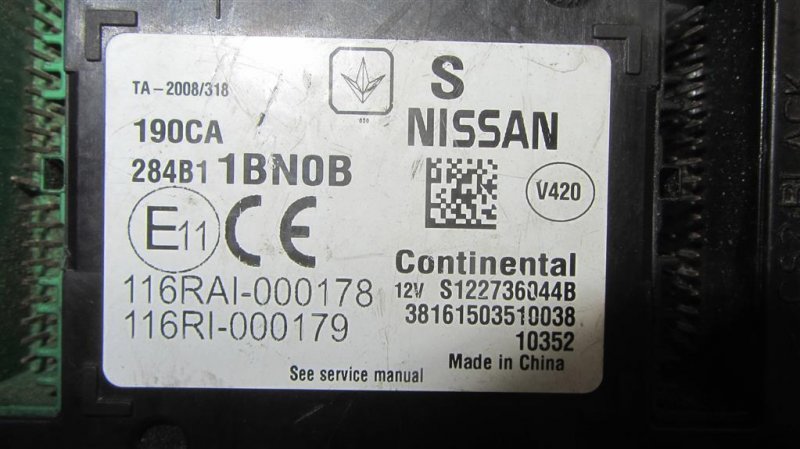 TA-2008/318
S
190CA
NISSAN
284B1 1BN0B
V420
E11 CE
Continental
116RAI-000178
12V S122736044B
116RI-000179
38161503510038
10352
Made in China
See service manual